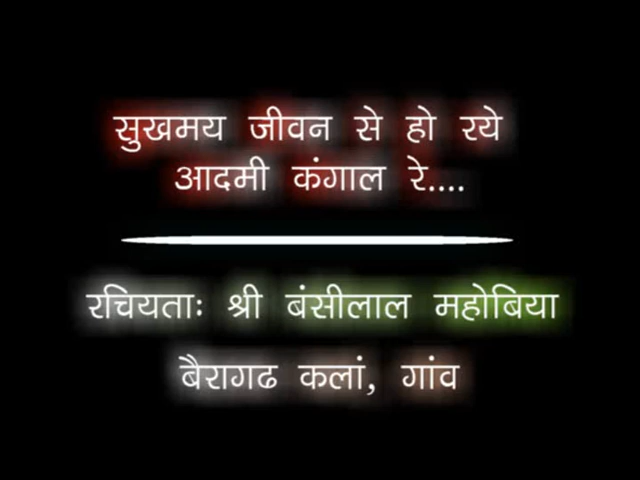 सुखमय जीवन से हो रये
आदमी कंगाल रे....
रचियताः श्री बंसीलाल महोबिया
बैरागढ कलां, गांव